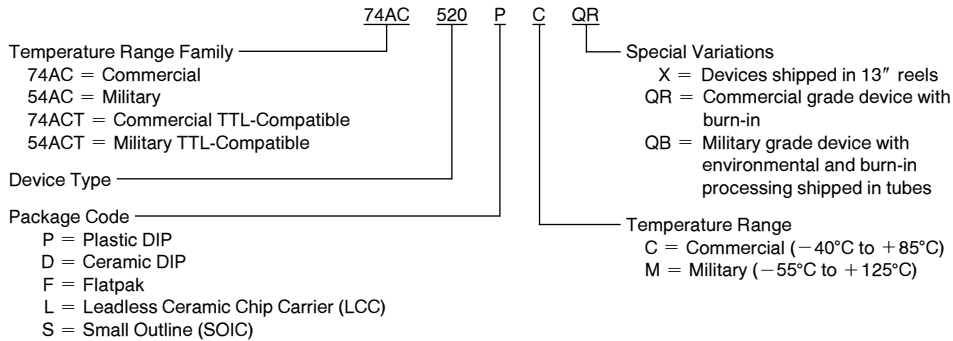 74AC 520 P C QR
Temperature Range Family
74AC = Commercial
54AC = Military
74ACT = Commercial TTL-Compatible
54ACT = Military TTL-Compatible
Device Type
Package Code
P = Plastic DIP
D = Ceramic DIP
F = Flatpak
L = Leadless Ceramic Chip Carrier (LCC)
S = Small Outline (SOIC)
Special Variations
X = Devices shipped in 13″ reels
QR = Commercial grade device with
burn-in
QB = Military grade device with
environmental and burn-in
processing shipped in tubes
Temperature Range
C = Commercial (−40°C to +85°C)
M = Military (−55°C to +125°C)